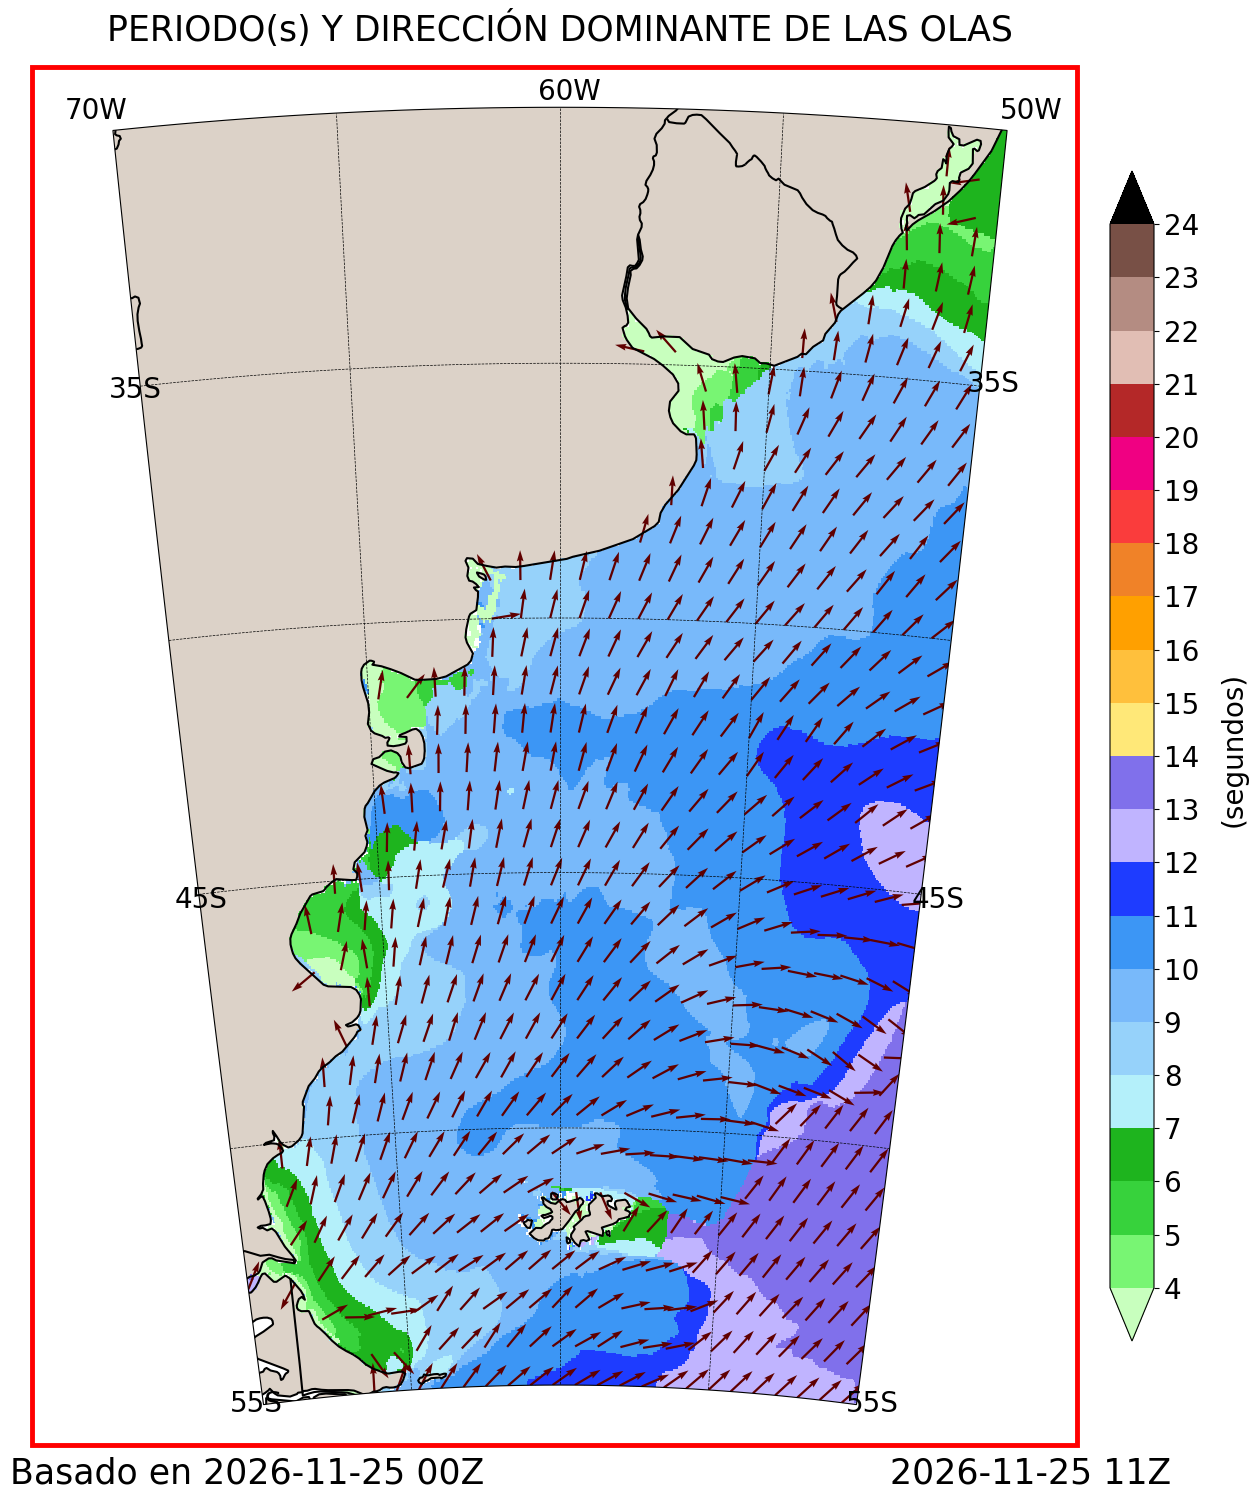 PERIODO(s) Y DIRECCIÓN DOMINANTE DE LAS OLAS
70W
60W
50W
35S
35S
45S
45S
55S
55S
24
23
22
21
20
19
18
17
16
15
14
13
12
11
10
9
8
7
6
5
4
(segundos)
Basado en 2026-11-25 00Z
2026-11-25 11Z